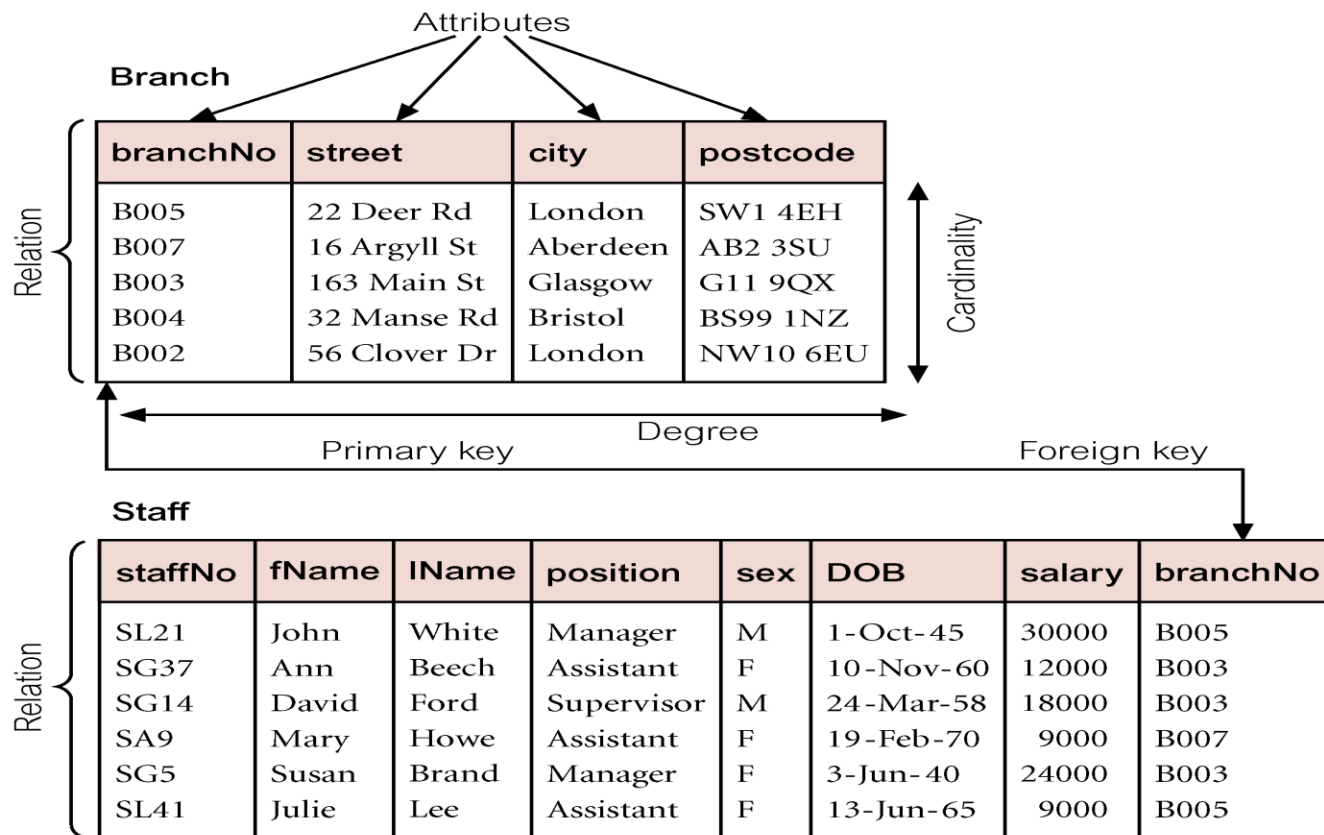 Attributes
Branch
branchNo street city postcode
B005 22 Deer Rd London SW1 4EH
B007 16 Argyll St Aberdeen AB2 3SU
B003 163 Main St Glasgow G11 9QX
B004 32 Manse Rd Bristol BS99 1NZ
B002 56 Clover Dr London NW10 6EU
Relation
Cardinality
Degree
Primary key Foreign key
Staff
staffNo fName lName position sex DOB salary branchNo
SL21 John White Manager M 1-Oct-45 30000 B005
SG37 Ann Beech Assistant F 10-Nov-60 12000 B003
SG14 David Ford Supervisor M 24-Mar-58 18000 B003
SA9 Mary Howe Assistant F 19-Feb-70 9000 B007
SG5 Susan Brand Manager F 3-Jun-40 24000 B003
SL41 Julie Lee Assistant F 13-Jun-65 9000 B005
Relation